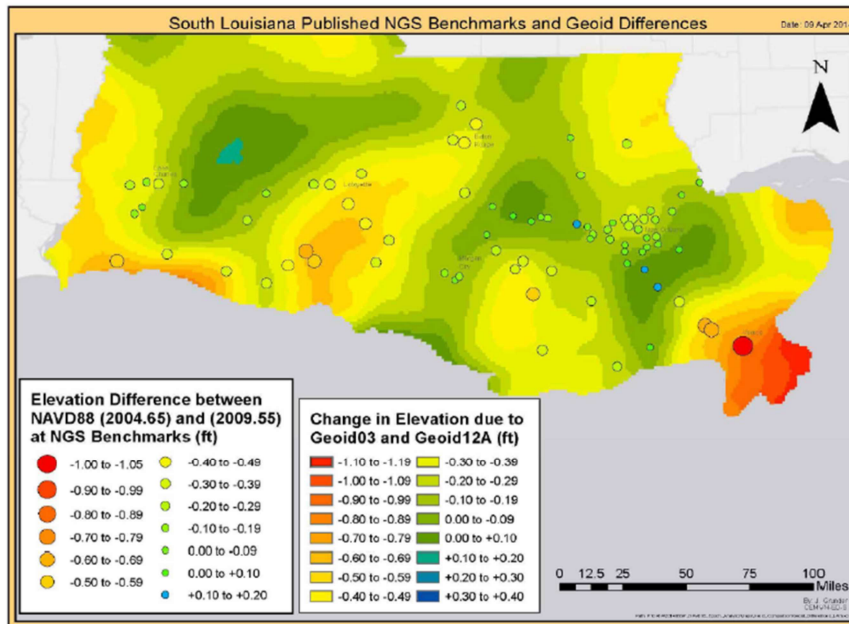 South Louisiana Published NGS Benchmarks and Geoid Differences
Date: 09 Apr 201
N
Lafayette
Elevation Difference between
NAVD88 (2004.65) and (2009.55)
at NGS Benchmarks (ft)
-1.00 to -1.05
-0.90 to -0.99
-0.80 to -0.89
-0.70 to -0.79
-0.60 to -0.69
-0.50 to -0.59
-0.40 to -0.49
-0.30 to -0.39
-0.20 to -0.29
-0.10 to -0.19
0.00 to -0.09
0.00 to +0.10
+0.10 to +0.20
Change in Elevation due to
Geoid03 and Geoid12A (ft)
-1.10 to -1.19
-1.00 to -1.09
-0.90 to -0.99
-0.80 to -0.89
-0.70 to -0.79
-0.60 to -0.69
-0.50 to -0.59
-0.40 to -0.49
-0.30 to -0.39
-0.20 to -0.29
-0.10 to -0.19
0.00 to -0.09
0.00 to +0.10
+0.10 to +0.20
+0.20 to +0.30
+0.30 to +0.40
0 12.5 25 50 75 100
Miles